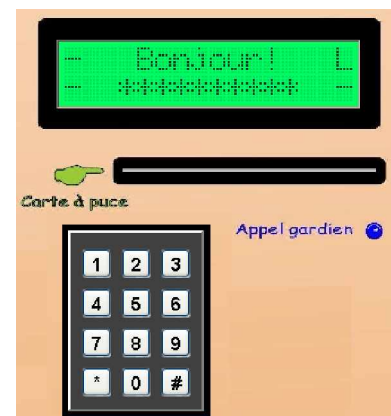 - Bonjour! L
- *********** -
Carte à puce
Appel gardien
1 2 3
4 5 6
7 8 9
* 0 #